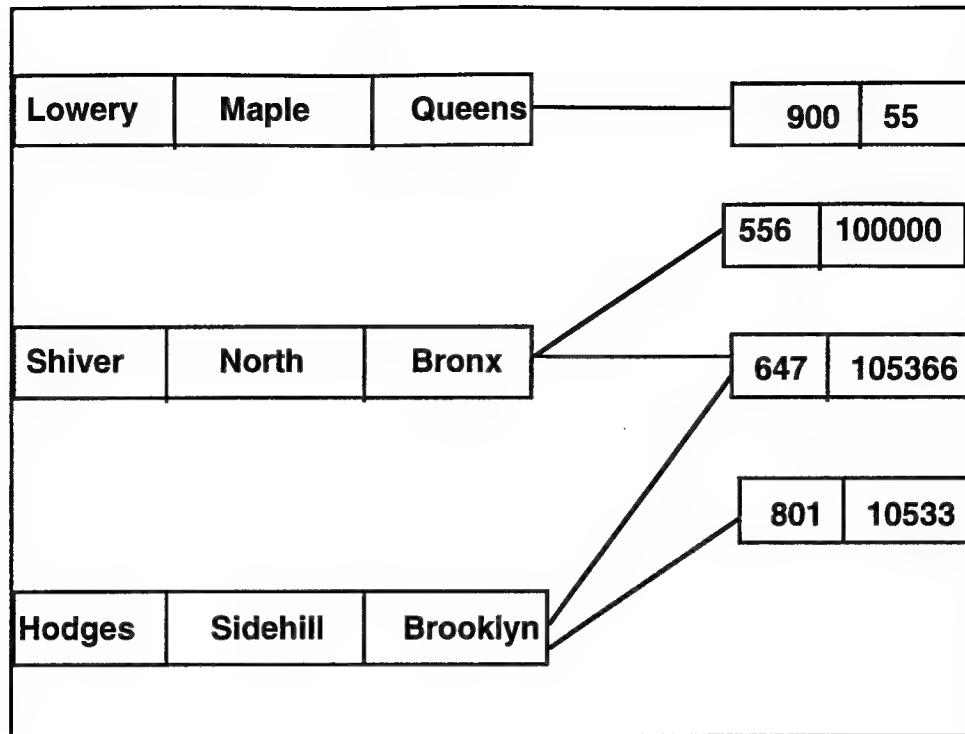 Lowery Maple Queens 900 55
556 100000
Shiver North Bronx 647 105366
801 10533
Hodges Sidehill Brooklyn